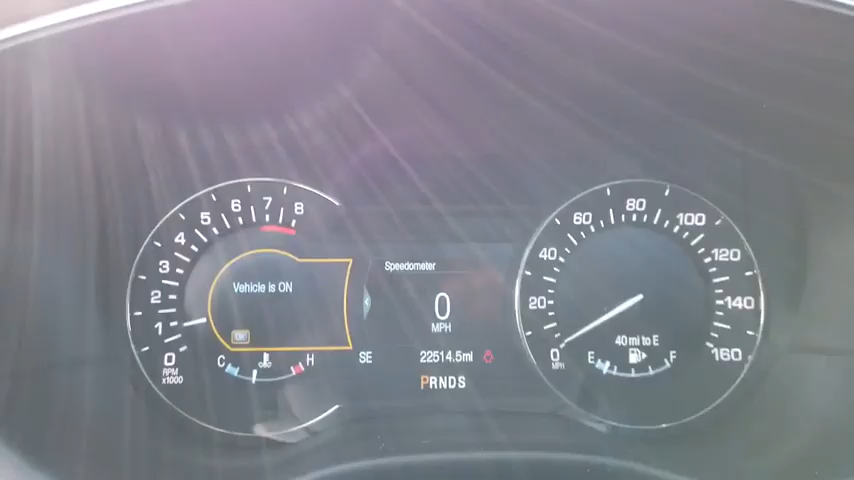 8
7
6
5
4
3
2
1
0
RPM
x1000
Vehicle is ON
OK
C H
Speedometer
0
MPH
SE 22514.5mi
PRNDS
0
MPH
20
40
60
80
100
120
140
160
40 mi to E
E F